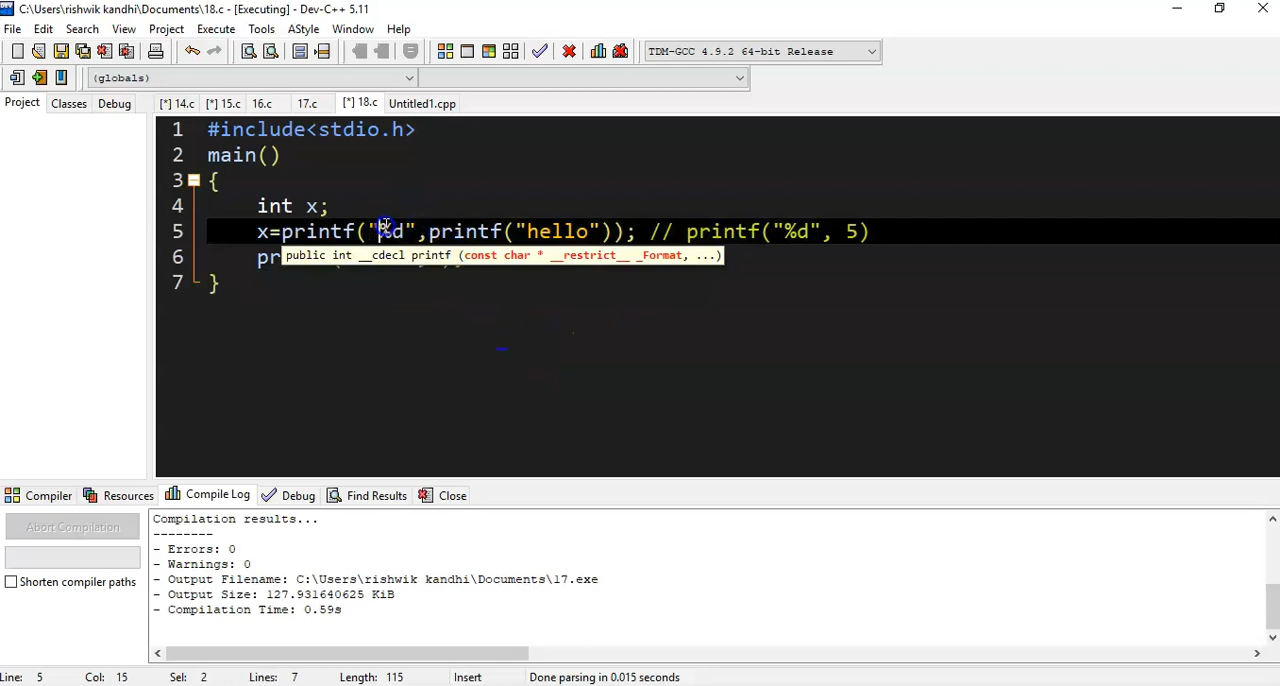 C:\Users\rishwik kandhi\Documents\18.c - [Executing] - Dev-C++ 5.11
File Edit Search View Project Execute Tools AStyle Window Help
TDM-GCC 4.9.2 64-bit Release
(globals)
Project Classes Debug [*] 14.c [*] 15.c 16.c 17.c [*] 18.c Untitled1.cpp
1 #include<stdio.h>
2 main()
3 {
4 int x;
5 x=printf("%d",printf("hello")); // printf("%d", 5)
6 pr
public int __cdecl printf (const char * __restrict__ _Format, ...)
7 }
Compiler Resources Compile Log Debug Find Results Close
Abort Compilation
Shorten compiler paths
Compilation results...
--------
- Errors: 0
- Warnings: 0
- Output Filename: C:\Users\rishwik kandhi\Documents\17.exe
- Output Size: 127.931640625 KiB
- Compilation Time: 0.59s
Line: 5 Col: 15 Sel: 2 Lines: 7 Length: 115 Insert Done parsing in 0.015 seconds